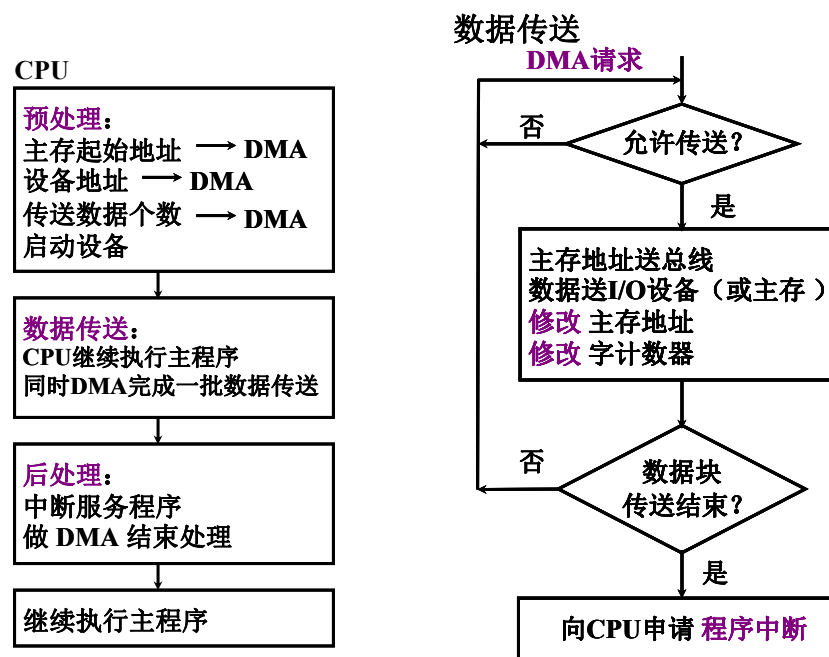 CPU
预处理：
主存起始地址 → DMA
设备地址 → DMA
传送数据个数 → DMA
启动设备
数据传送：
CPU继续执行主程序
同时DMA完成一批数据传送
后处理：
中断服务程序
做 DMA 结束处理
继续执行主程序
数据传送
DMA请求
否
允许传送？
是
主存地址送总线
数据送I/O设备（或主存 ）
修改 主存地址
修改 字计数器
否
数据块
传送结束？
是
向CPU申请 程序中断